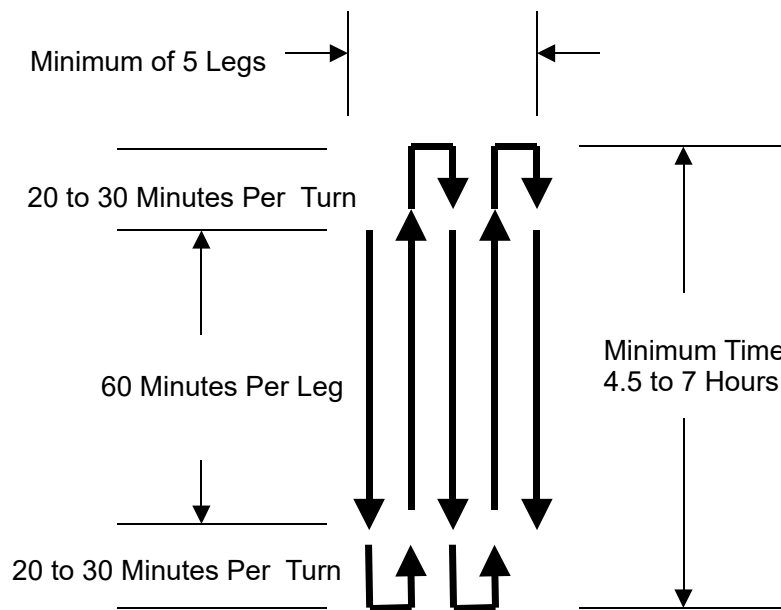 Minimum of 5 Legs
20 to 30 Minutes Per Turn
60 Minutes Per Leg
Minimum Time
4.5 to 7 Hours
20 to 30 Minutes Per Turn